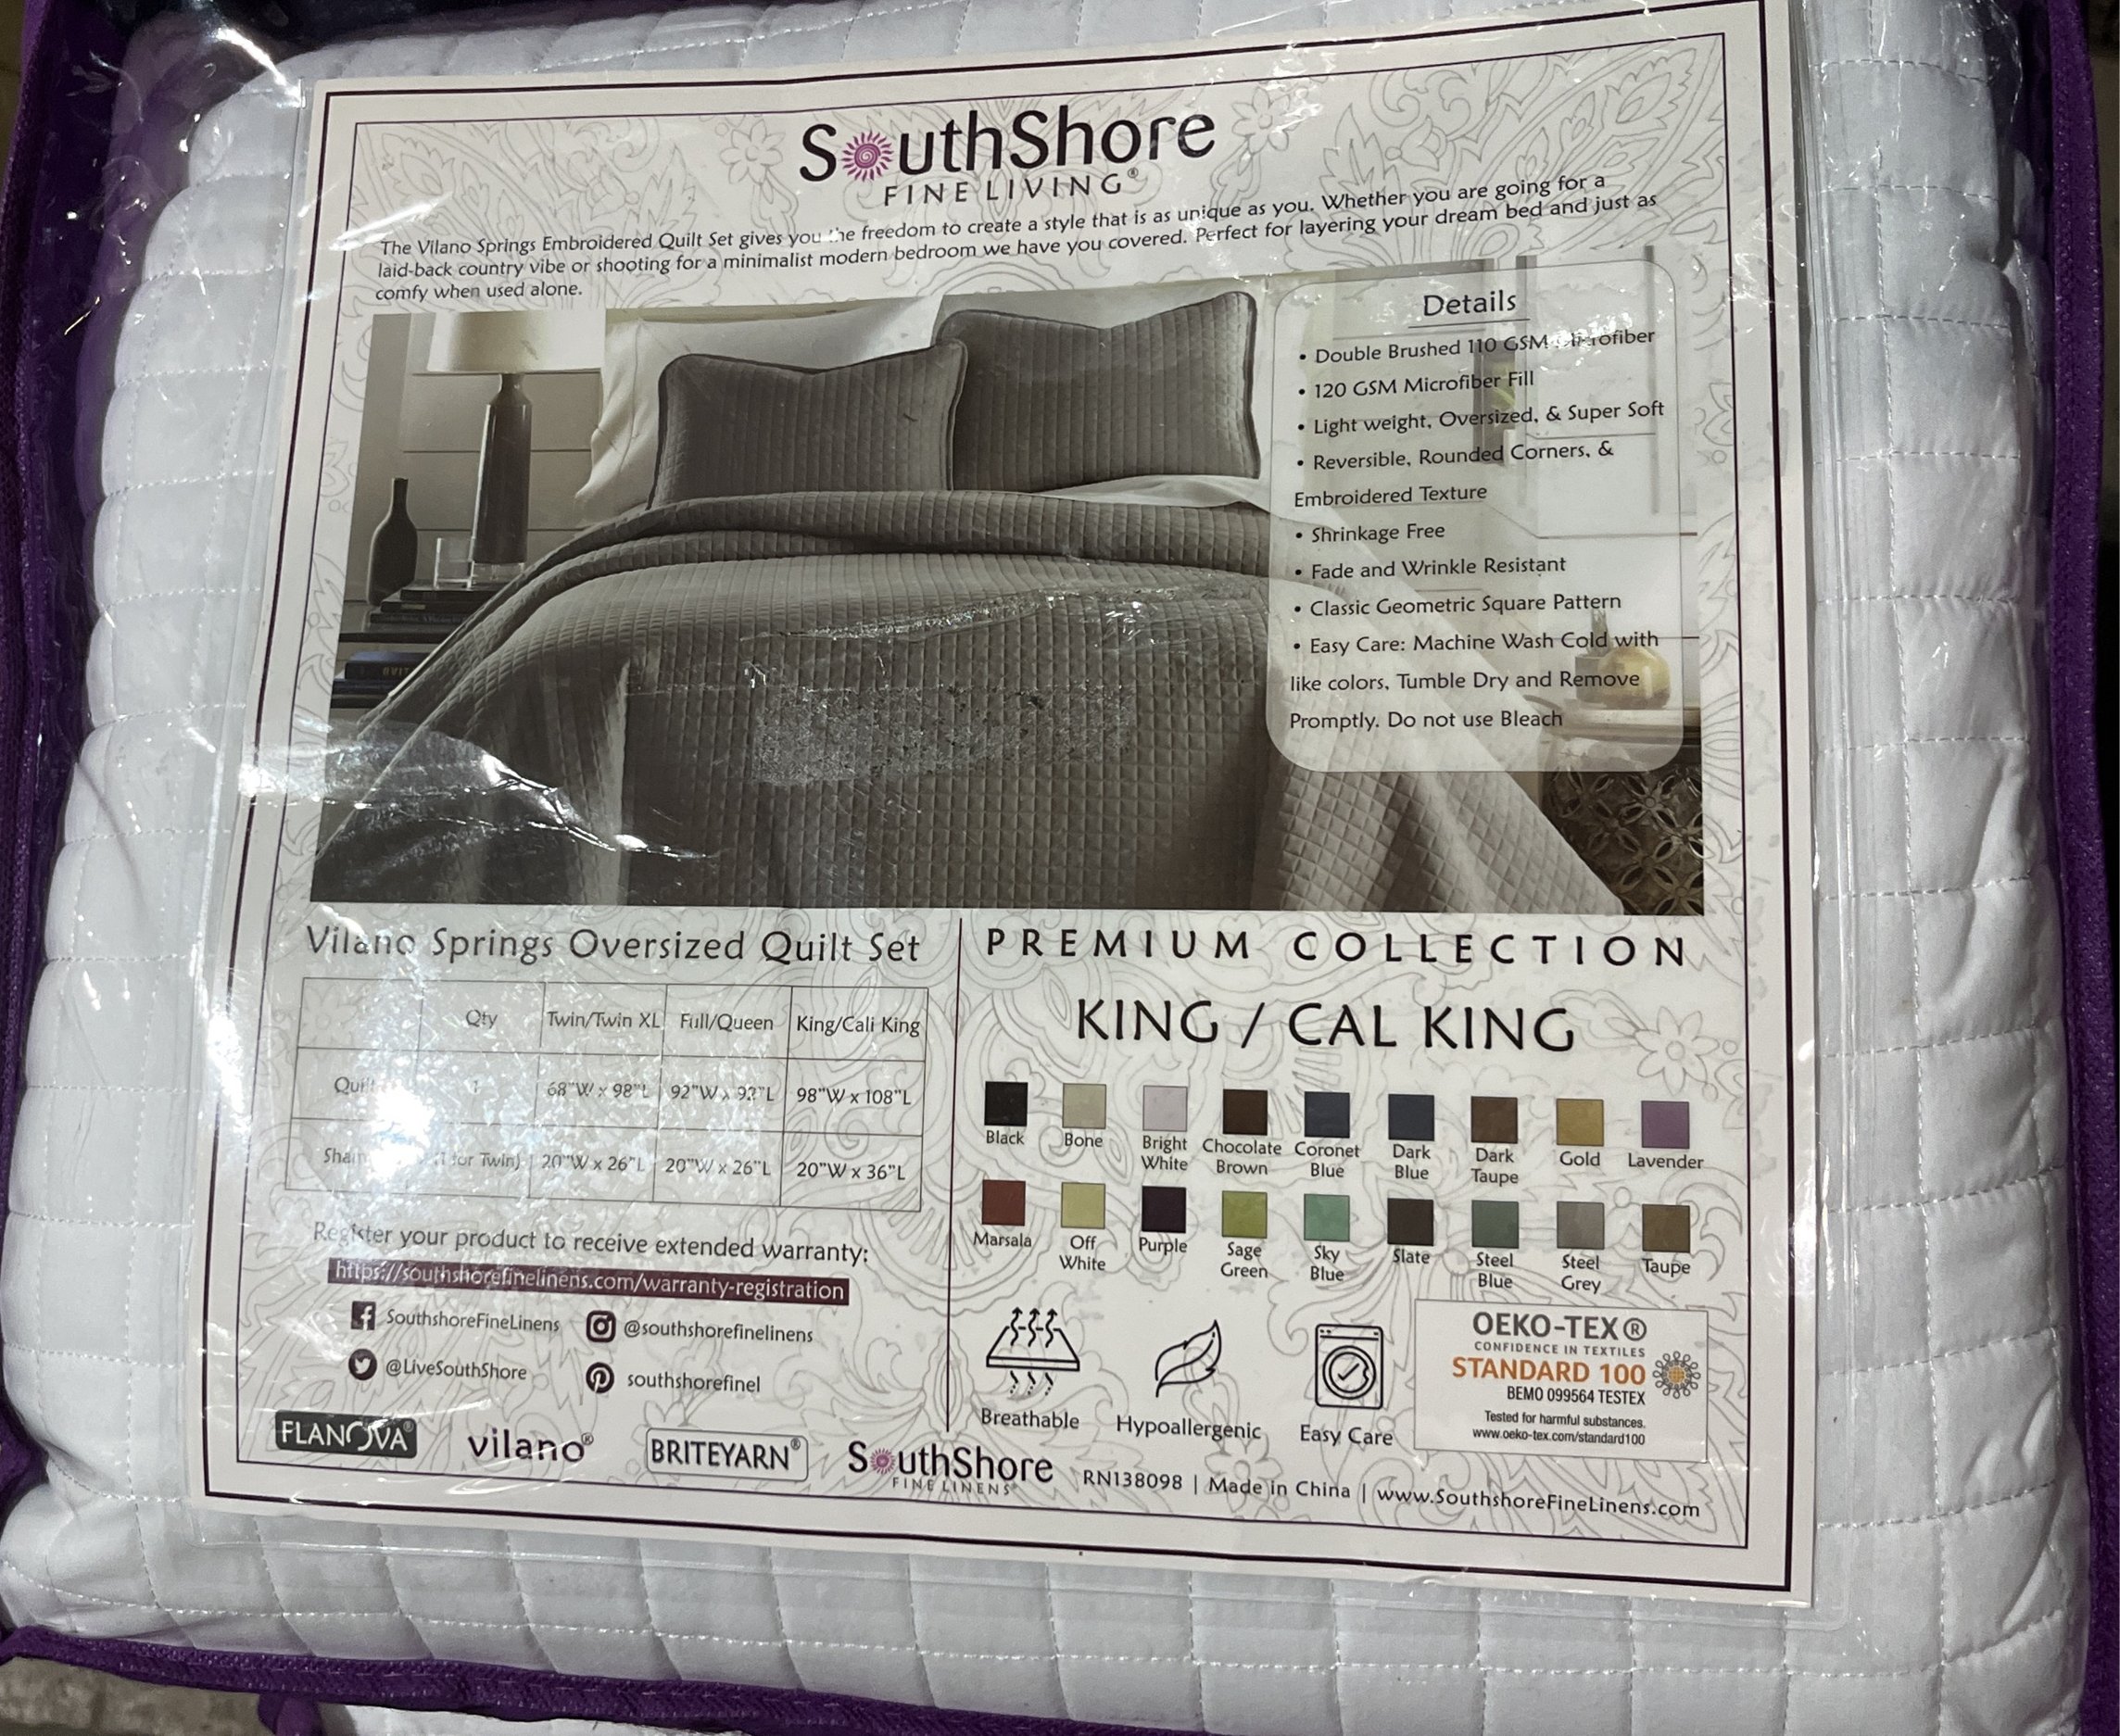 SouthShore
FINE LIVING®
The Vilano Springs Embroidered Quilt Set gives you the freedom to create a style that is as unique as you. Whether you are going for a
laid-back country vibe or shooting for a minimalist modern bedroom we have you covered. Perfect for layering your dream bed and just as
comfy when used alone.
Details
• Double Brushed 110 GSM Microfiber
• 120 GSM Microfiber Fill
• Light weight, Oversized, & Super Soft
• Reversible, Rounded Corners, &
Embroidered Texture
• Shrinkage Free
• Fade and Wrinkle Resistant
• Classic Geometric Square Pattern
• Easy Care: Machine Wash Cold with
like colors, Tumble Dry and Remove
Promptly. Do not use Bleach
Vilano Springs Oversized Quilt Set
Qty Twin/Twin XL Full/Queen King/Cali King
Quilt 1 68"W x 98"L 92"W x 92"L 98"W x 108"L
Sham for Twin) 20"W x 26"L 20"W x 26"L 20"W x 36"L
Register your product to receive extended warranty:
https://southshorefinelinens.com/warranty-registration
SouthshoreFineLinens @southshorefinelinens
@LiveSouthShore southshorefinel
PREMIUM COLLECTION
KING / CAL KING
Black Bone Bright White Chocolate Brown Coronet Blue Dark Blue Dark Taupe Gold Lavender
Marsala Off White Purple Sage Green Sky Blue Slate Steel Blue Steel Grey Taupe
Breathable Hypoallergenic Easy Care
OEKO-TEX®
CONFIDENCE IN TEXTILES
STANDARD 100
BEMO 099564 TESTEX
Tested for harmful substances.
www.oeko-tex.com/standard100
FLANOVA® vilano® BRITEYARN® SouthShore
FINE LINENS®
RN138098 | Made in China | www.SouthshoreFineLinens.com